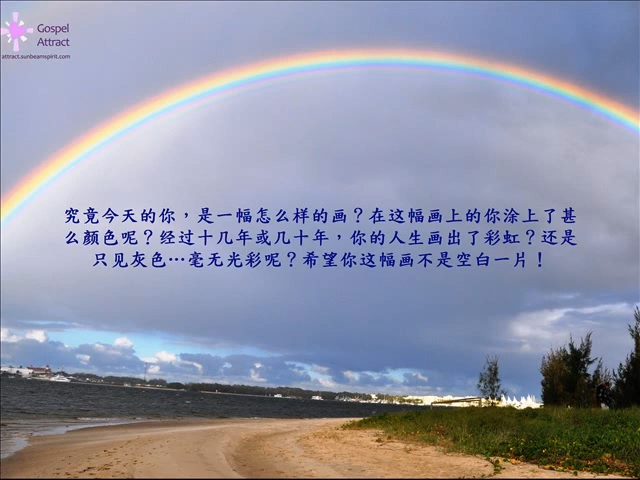 Gospel
Attract
attract.sunbeamspirit.com
究竟今天的你，是一幅怎么样的画？在这幅画上的你涂上了甚
么颜色呢？经过十几年或几十年，你的人生画出了彩虹？还是
只见灰色…毫无光彩呢？希望你这幅画不是空白一片！